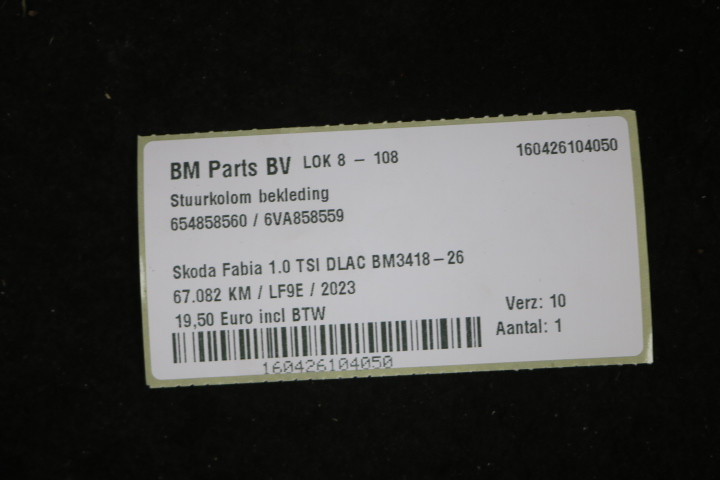 BM Parts BV LOK 8 - 108 160426104050
Stuurkolom bekleding
654858560 / 6VA858559
Skoda Fabia 1.0 TSI DLAC BM3418-26
67.082 KM / LF9E / 2023
19,50 Euro incl BTW
Verz: 10
Aantal: 1
160426104050